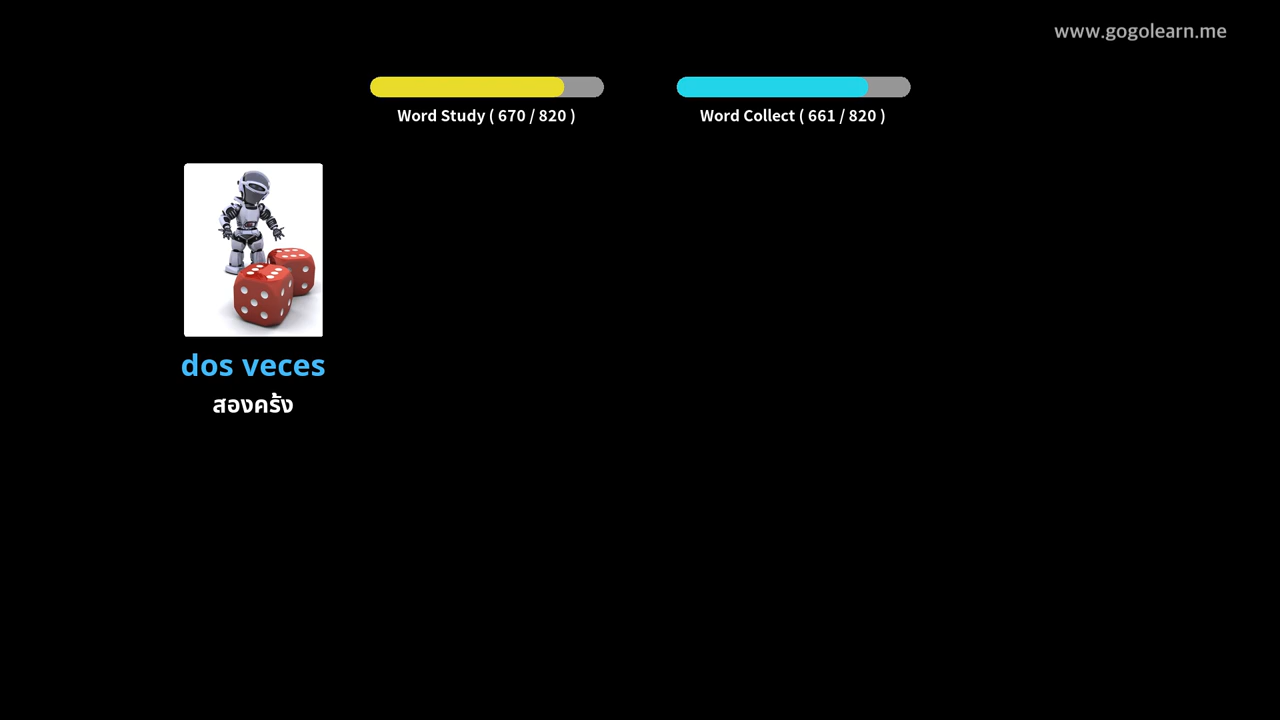 www.gogolearn.me
Word Study ( 670 / 820 )
Word Collect ( 661 / 820 )
dos veces
สองครั้ง